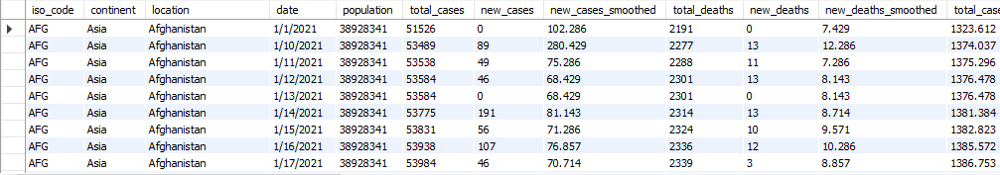 iso_code continent location date population total_cases new_cases new_cases_smoothed total_deaths new_deaths new_deaths_smoothed total_case
AFG Asia Afghanistan 1/1/2021 38928341 51526 0 102.286 2191 0 7.429 1323.612
AFG Asia Afghanistan 1/10/2021 38928341 53489 89 280.429 2277 13 12.286 1374.037
AFG Asia Afghanistan 1/11/2021 38928341 53538 49 75.286 2288 11 7.286 1375.296
AFG Asia Afghanistan 1/12/2021 38928341 53584 46 68.429 2301 13 8.143 1376.478
AFG Asia Afghanistan 1/13/2021 38928341 53584 0 68.429 2301 0 8.143 1376.478
AFG Asia Afghanistan 1/14/2021 38928341 53775 191 81.143 2314 13 8.714 1381.384
AFG Asia Afghanistan 1/15/2021 38928341 53831 56 71.286 2324 10 9.571 1382.823
AFG Asia Afghanistan 1/16/2021 38928341 53938 107 76.857 2336 12 10.286 1385.572
AFG Asia Afghanistan 1/17/2021 38928341 53984 46 70.714 2339 3 8.857 1386.753